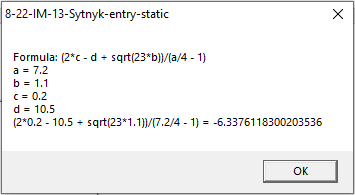 8-22-IM-13-Sytnyk-entry-static
Formula: (2*c - d + sqrt(23*b))/(a/4 - 1)
a = 7.2
b = 1.1
c = 0.2
d = 10.5
(2*0.2 - 10.5 + sqrt(23*1.1))/(7.2/4 - 1) = -6.3376118300203536
OK